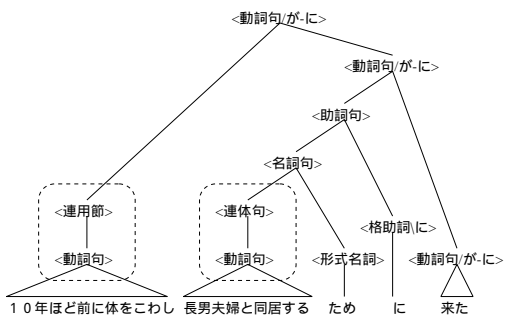 <動詞句/が-に>
<動詞句/が-に>
<助詞句>
<名詞句>
<連用節> <連体句>
<格助詞\に>
<動詞句> <動詞句> <形式名詞> <動詞句/が-に>
１０年ほど前に体をこわし 長男夫婦と同居する ため に 来た